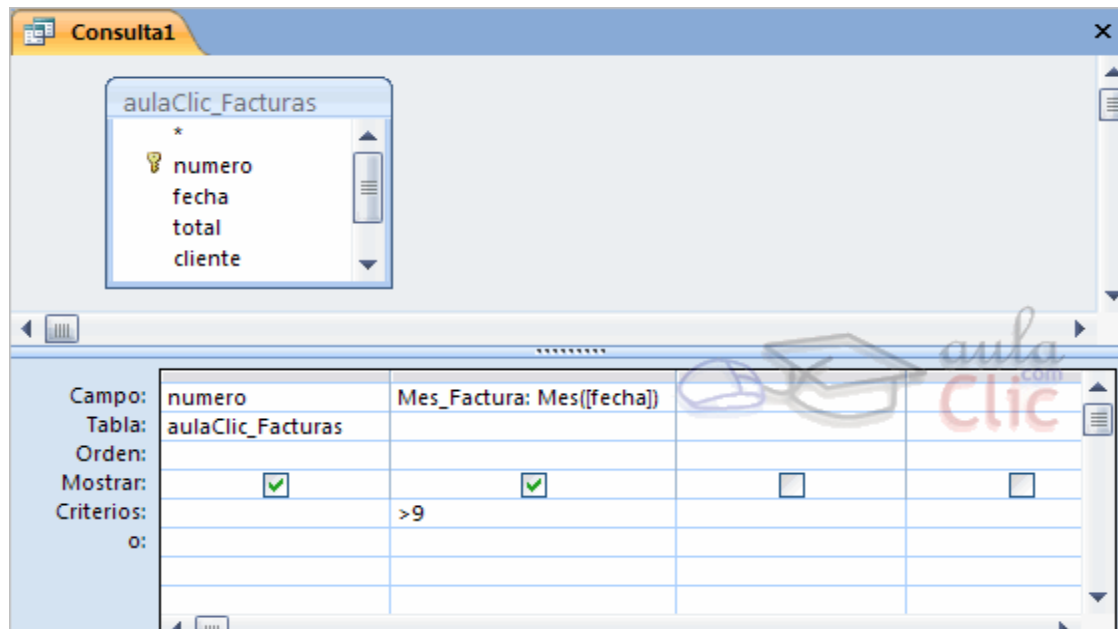 Consulta1
aulaClic_Facturas
*
numero
fecha
total
cliente
aula
.com
Clic
Campo: numero Mes_Factura: Mes([fecha])
Tabla: aulaClic_Facturas
Orden:
Mostrar:
Criterios: >9
o: